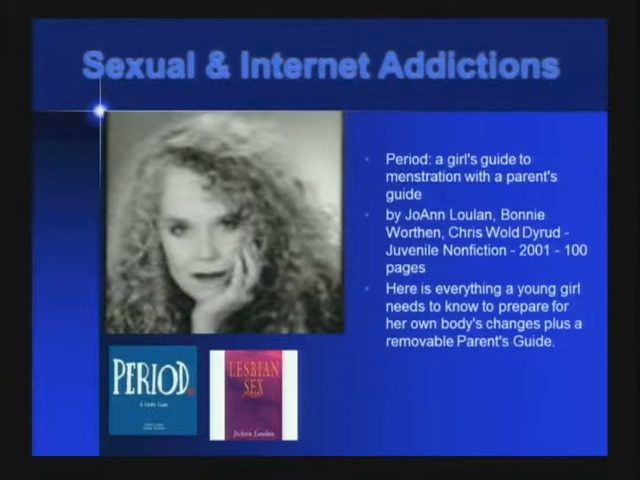 Sexual & Internet Addictions
Period: a girl's guide to
menstration with a parent's
guide
by JoAnn Loulan, Bonnie
Worthen, Chris Wold Dyrud -
Juvenile Nonfiction - 2001 - 100
pages
Here is everything a young girl
needs to know to prepare for
her own body's changes plus a
removable Parent's Guide.
PERIOD.
A Girl's Guide
LESBIAN
SEX
JoAnn Loulan